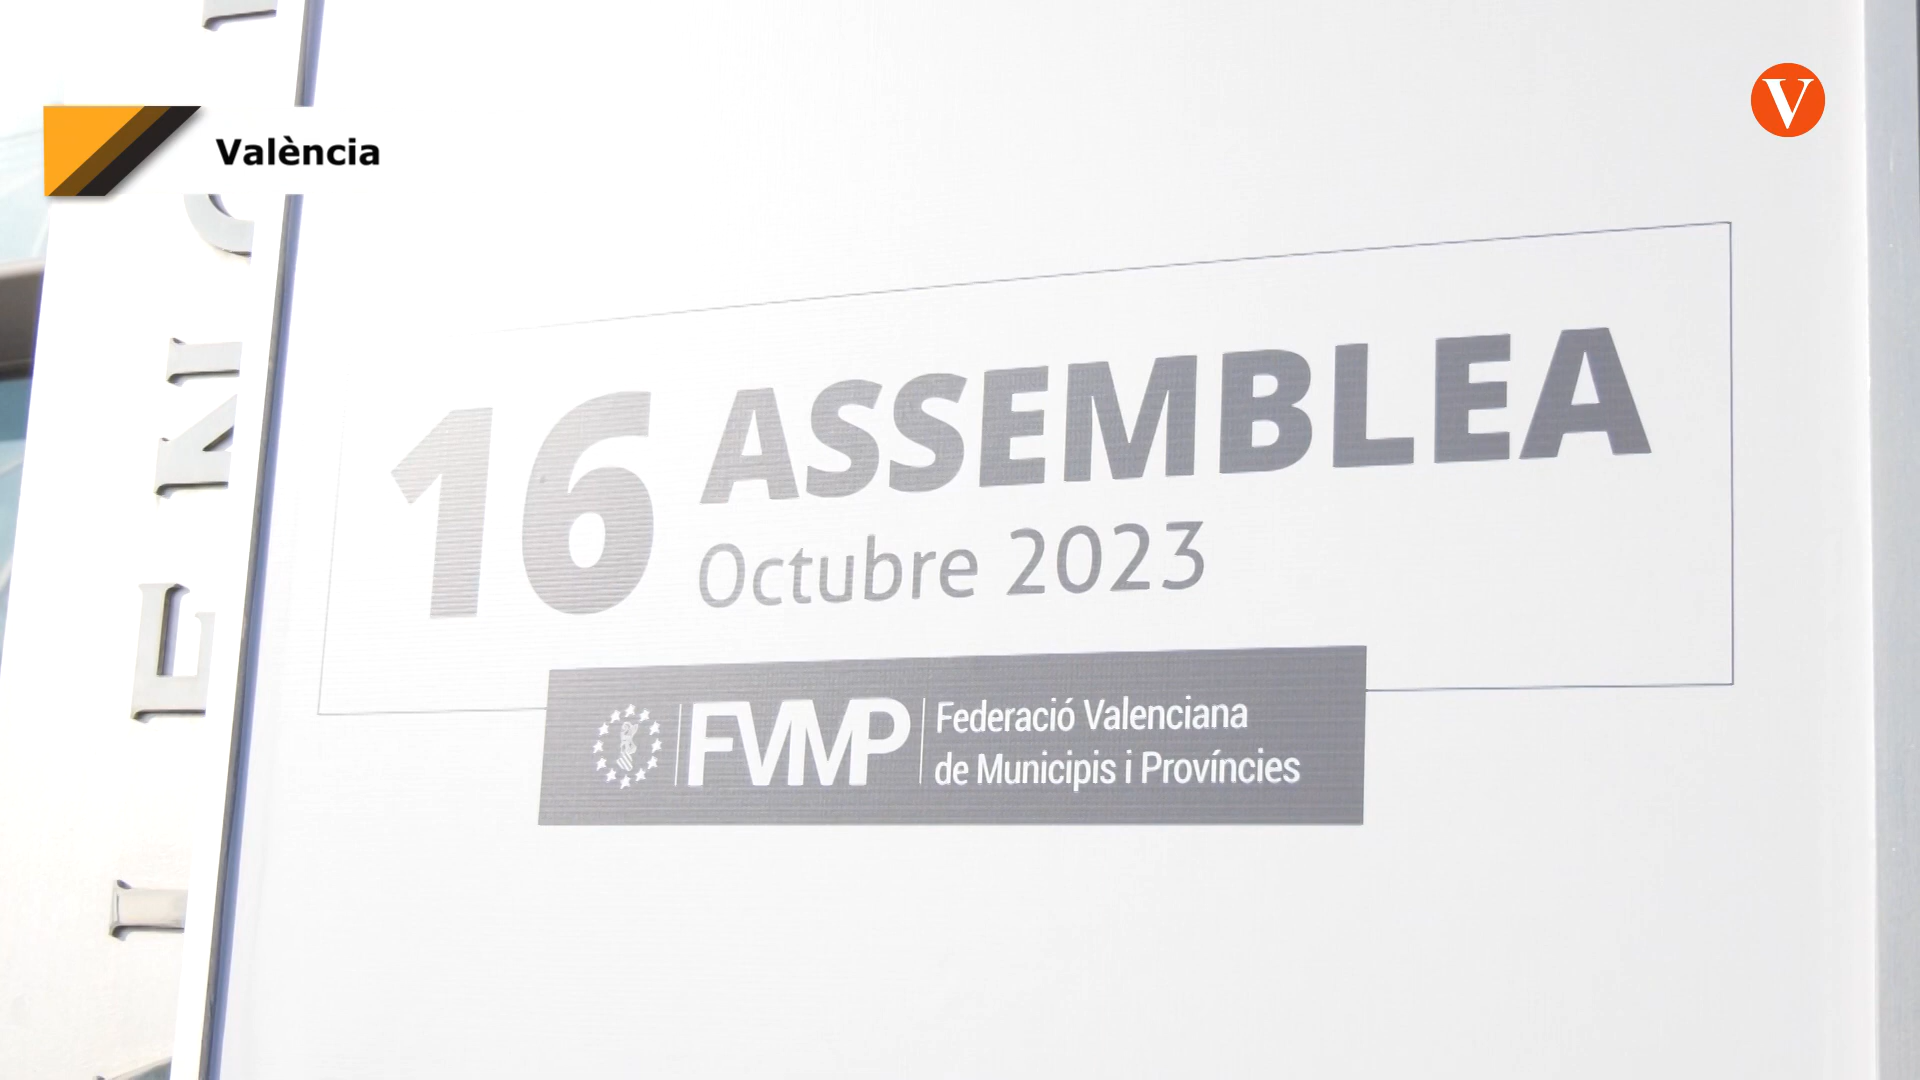 València
V
16 ASSEMBLEA
Octubre 2023
FVMP
Federació Valenciana
de Municipis i Províncies